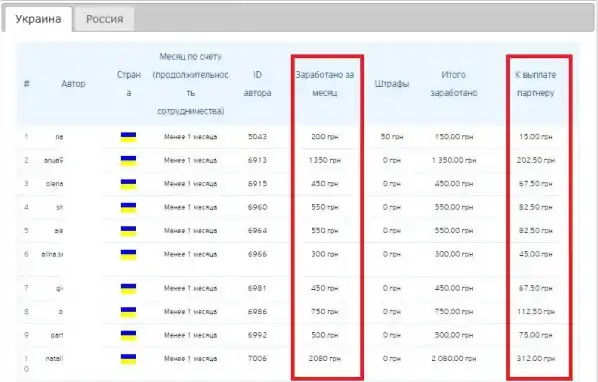 Украина Россия
Месяц по счету
Стран (продолжительнос ID Заработано за Итого К выплате
# Автор а ть автора месяц Штрафы заработано партнеру
сотрудничества)
1 na Менее 1 месяца 5043 200 грн 50 грн 150,00 грн 15.00 грн
2 anua9 Менее 1 месяца 6913 1350 грн 0 грн 1 350,00 грн 202,50 грн
3 olena Менее 1 месяца 6915 450 грн 0 грн 450,00 грн 67.50 грн
4 sh Менее 1 месяца 6960 550 грн 0 грн 550,00 грн 82.50 грн
5 Менее 1 месяца 6964 550 грн 0 грн 550,00 грн 82.50 грн
6 alina.s Менее 1 месяца 6966 300 грн 0 грн 300,00 грн 45.00 грн
7 Менее 1 месяца 6981 450 грн 0 грн 450,00 грн 67.50 грн
8 Менее 1 месяца 6986 750 грн 0 грн 750,00 грн 112,50 грн
9 part Менее 1 месяца 6992 500 грн 0 грн 500,00 грн 75.00 грн
10 natali Менее 1 месяца 7006 2080 грн 0 грн 2 080,00 грн 312,00 грн